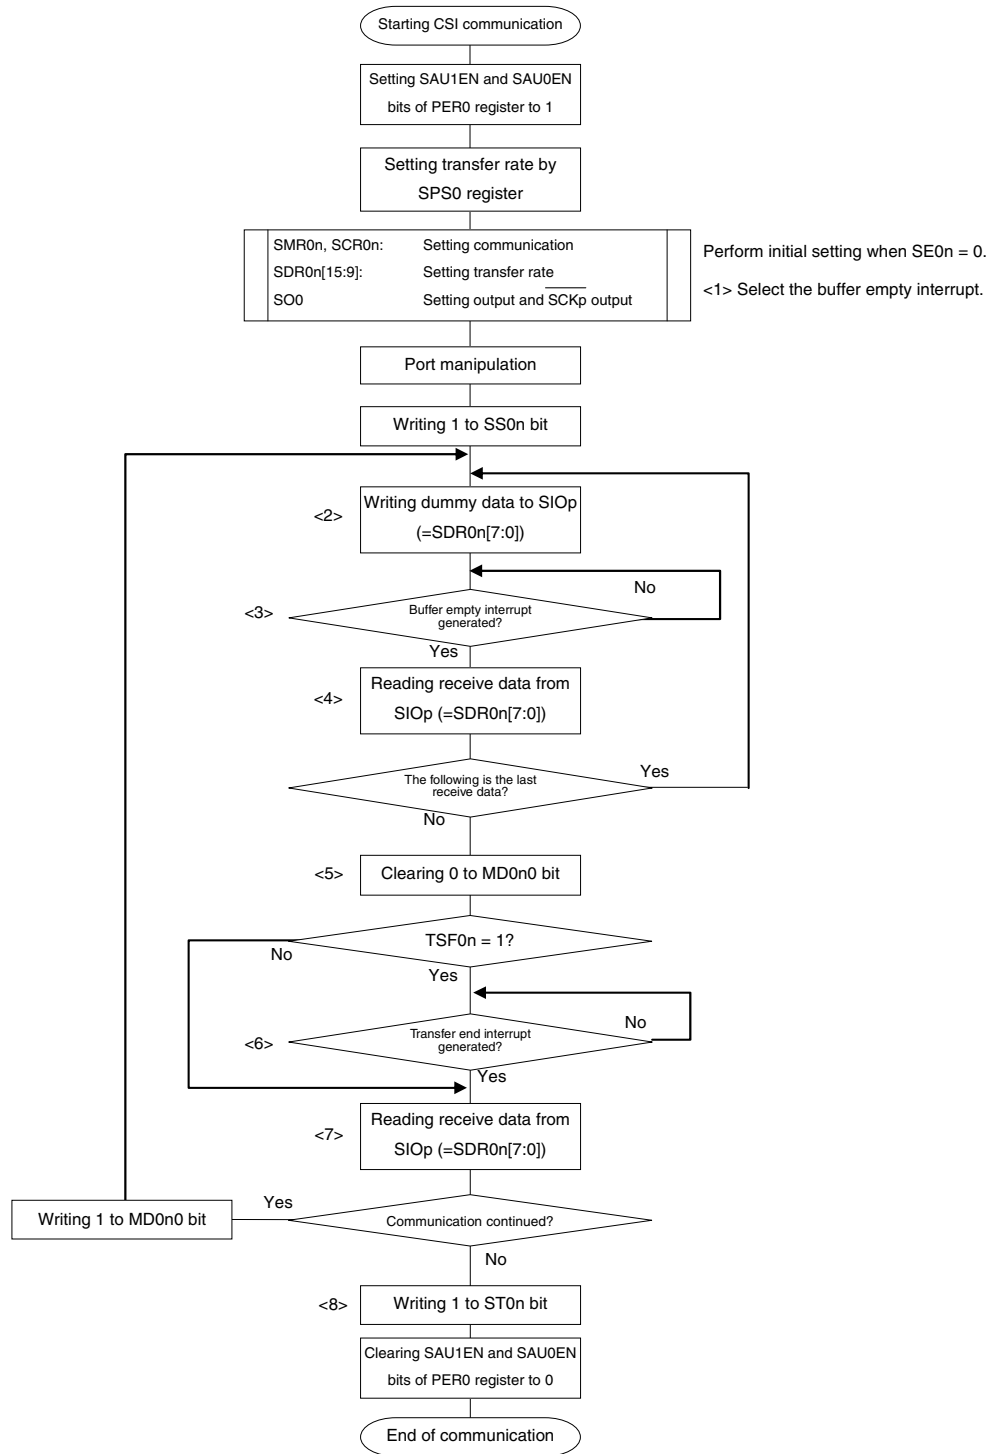 Starting CSI communication
Setting SAU1EN and SAU0EN
bits of PER0 register to 1
Setting transfer rate by
SPS0 register
SMR0n, SCR0n: Setting communication
SDR0n[15:9]: Setting transfer rate
SO0 Setting output and SCKp output
Perform initial setting when SE0n = 0.
<1> Select the buffer empty interrupt.
Port manipulation
Writing 1 to SS0n bit
<2>
Writing dummy data to SIOp
(=SDR0n[7:0])
No
<3>
Buffer empty interrupt
generated?
Yes
<4>
Reading receive data from
SIOp (=SDR0n[7:0])
The following is the last
receive data?
Yes
No
<5>
Clearing 0 to MD0n0 bit
TSF0n = 1?
No
Yes
<6>
Transfer end interrupt
generated?
No
Yes
<7>
Reading receive data from
SIOp (=SDR0n[7:0])
Writing 1 to MD0n0 bit
Yes
Communication continued?
No
<8>
Writing 1 to ST0n bit
Clearing SAU1EN and SAU0EN
bits of PER0 register to 0
End of communication